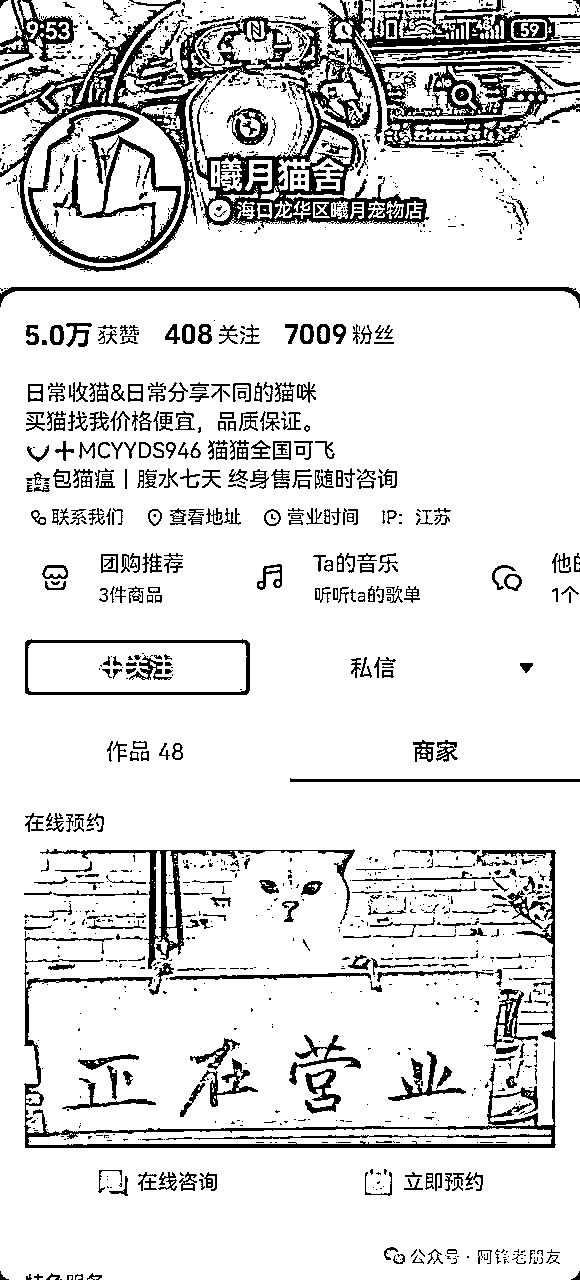 9:53
59
曦月猫舍
海口龙华区曦月宠物店
5.0万 获赞 408 关注 7009 粉丝
日常收猫&日常分享不同的猫咪
买猫找我价格便宜，品质保证。
MCYYDS946 猫猫全国可飞
包猫瘟丨腹水七天 终身售后随时咨询
联系我们 查看地址 营业时间 IP：江苏
团购推荐 Ta的音乐
3件商品 听听ta的歌单 1个
+关注 私信
作品 48 商家
在线预约
正在营业
在线咨询 立即预约
公众号 · 阿锋老朋友